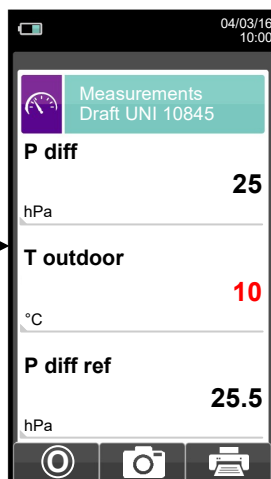 04/03/16
10:00
Measurements
Draft UNI 10845
P diff
25
hPa
T outdoor
10
°C
P diff ref
25.5
hPa